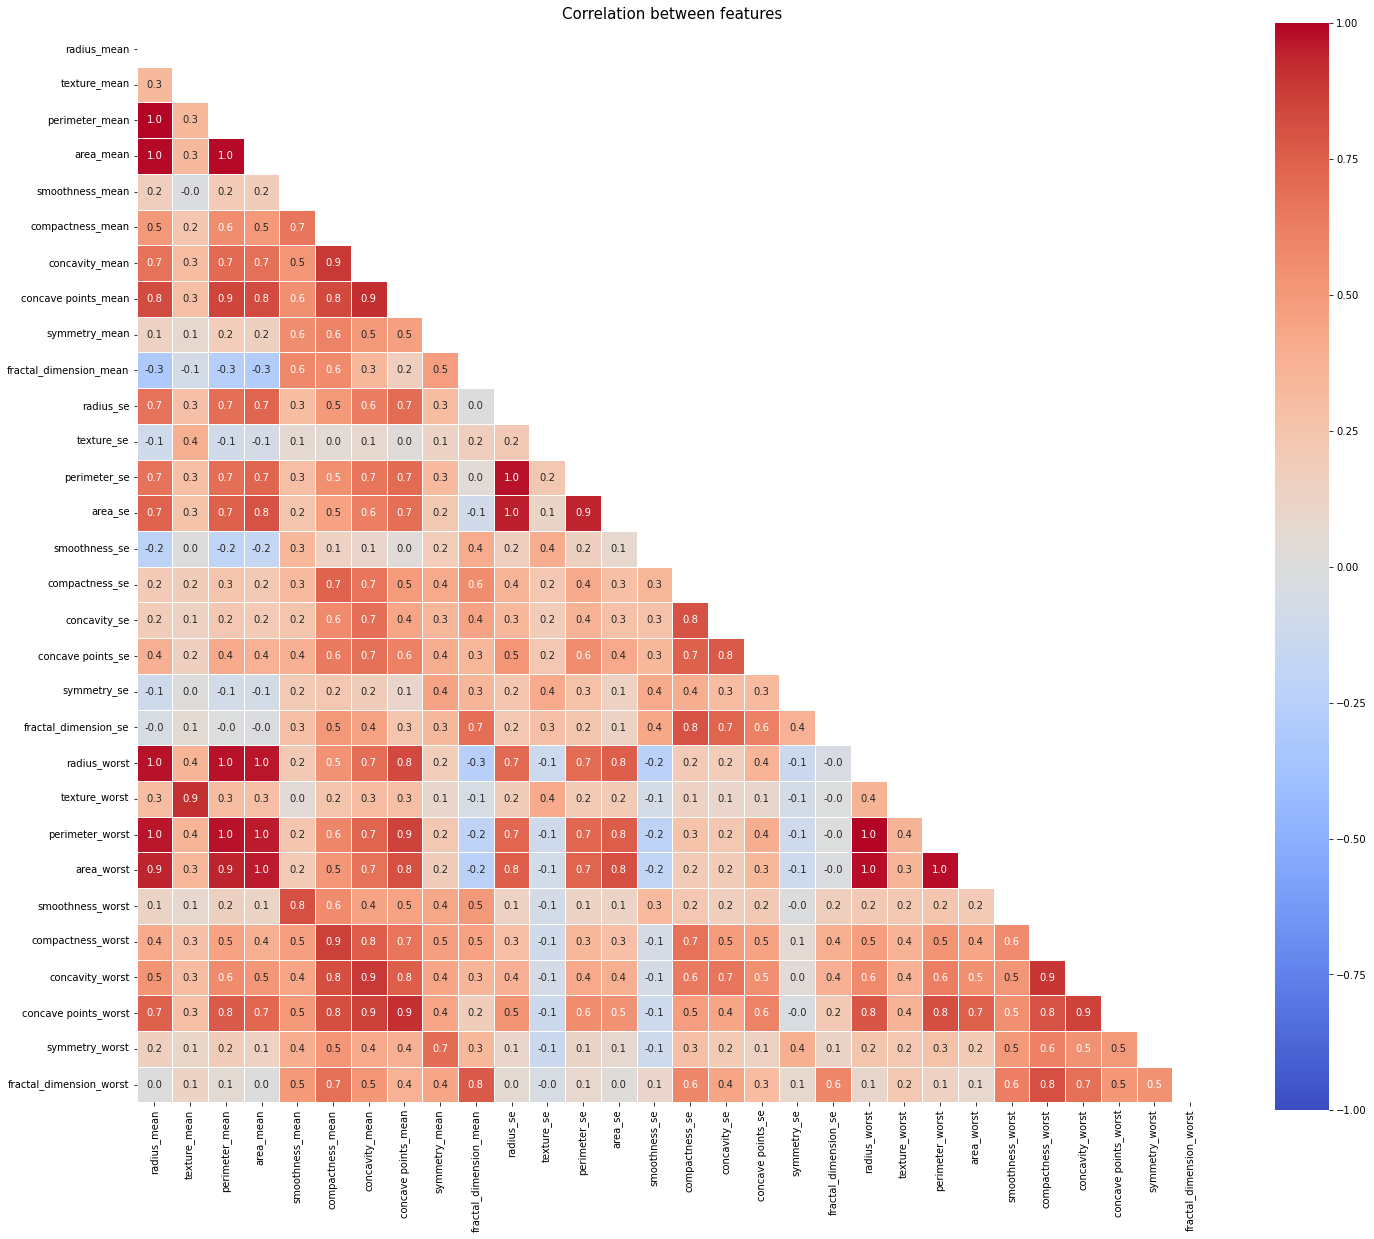 Correlation between features
radius_mean
texture_mean 0.3
perimeter_mean 1.0 0.3
area_mean 1.0 0.3 1.0
smoothness_mean 0.2 -0.0 0.2 0.2
compactness_mean 0.5 0.2 0.6 0.5 0.7
concavity_mean 0.7 0.3 0.7 0.7 0.5 0.9
concave points_mean 0.8 0.3 0.9 0.8 0.6 0.8 0.9
symmetry_mean 0.1 0.1 0.2 0.2 0.6 0.6 0.5 0.5
fractal_dimension_mean -0.3 -0.1 -0.3 -0.3 0.6 0.6 0.3 0.2 0.5
radius_se 0.7 0.3 0.7 0.7 0.3 0.5 0.6 0.7 0.3 0.0
texture_se -0.1 0.4 -0.1 -0.1 0.1 0.0 0.1 0.0 0.1 0.2 0.2
perimeter_se 0.7 0.3 0.7 0.7 0.3 0.5 0.7 0.7 0.3 0.0 1.0 0.2
area_se 0.7 0.3 0.7 0.8 0.2 0.5 0.6 0.7 0.2 -0.1 1.0 0.1 0.9
smoothness_se -0.2 0.0 -0.2 -0.2 0.3 0.1 0.1 0.0 0.2 0.4 0.2 0.4 0.2 0.1
compactness_se 0.2 0.2 0.3 0.2 0.3 0.7 0.7 0.5 0.4 0.6 0.4 0.2 0.4 0.3 0.3
concavity_se 0.2 0.1 0.2 0.2 0.2 0.6 0.7 0.4 0.3 0.4 0.3 0.2 0.4 0.3 0.3 0.8
concave points_se 0.4 0.2 0.4 0.4 0.4 0.6 0.7 0.6 0.4 0.3 0.5 0.2 0.6 0.4 0.3 0.7 0.8
symmetry_se -0.1 0.0 -0.1 -0.1 0.2 0.2 0.2 0.1 0.4 0.3 0.2 0.4 0.3 0.1 0.4 0.4 0.3 0.3
fractal_dimension_se -0.0 0.1 -0.0 -0.0 0.3 0.5 0.4 0.3 0.3 0.7 0.2 0.3 0.2 0.1 0.4 0.8 0.7 0.6 0.4
radius_worst 1.0 0.4 1.0 1.0 0.2 0.5 0.7 0.8 0.2 -0.3 0.7 -0.1 0.7 0.8 -0.2 0.2 0.2 0.4 -0.1 -0.0
texture_worst 0.3 0.9 0.3 0.3 0.0 0.2 0.3 0.3 0.1 -0.1 0.2 0.4 0.2 0.2 -0.1 0.1 0.1 0.1 -0.1 -0.0 0.4
perimeter_worst 1.0 0.4 1.0 1.0 0.2 0.6 0.7 0.9 0.2 -0.2 0.7 -0.1 0.7 0.8 -0.2 0.3 0.2 0.4 -0.1 -0.0 1.0 0.4
area_worst 0.9 0.3 0.9 1.0 0.2 0.5 0.7 0.8 0.2 -0.2 0.8 -0.1 0.7 0.8 -0.2 0.2 0.2 0.3 -0.1 -0.0 1.0 0.3 1.0
smoothness_worst 0.1 0.1 0.2 0.1 0.8 0.6 0.4 0.5 0.4 0.5 0.1 -0.1 0.1 0.1 0.3 0.2 0.2 0.2 -0.0 0.2 0.2 0.2 0.2 0.2
compactness_worst 0.4 0.3 0.5 0.4 0.5 0.9 0.8 0.7 0.5 0.5 0.3 -0.1 0.3 0.3 -0.1 0.7 0.5 0.5 0.1 0.4 0.5 0.4 0.5 0.4 0.6
concavity_worst 0.5 0.3 0.6 0.5 0.4 0.8 0.9 0.8 0.4 0.3 0.4 -0.1 0.4 0.4 -0.1 0.6 0.7 0.5 0.0 0.4 0.6 0.4 0.6 0.5 0.5 0.9
concave points_worst 0.7 0.3 0.8 0.7 0.5 0.8 0.9 0.9 0.4 0.2 0.5 -0.1 0.6 0.5 -0.1 0.5 0.4 0.6 -0.0 0.2 0.8 0.4 0.8 0.7 0.5 0.8 0.9
symmetry_worst 0.2 0.1 0.2 0.1 0.4 0.5 0.4 0.4 0.7 0.3 0.1 -0.1 0.1 0.1 -0.1 0.3 0.2 0.1 0.4 0.1 0.2 0.2 0.3 0.2 0.5 0.6 0.5 0.5
fractal_dimension_worst 0.0 0.1 0.1 0.0 0.5 0.7 0.5 0.4 0.4 0.8 0.0 -0.0 0.1 0.0 0.1 0.6 0.4 0.3 0.1 0.6 0.1 0.2 0.1 0.1 0.6 0.8 0.7 0.5 0.5
radius_mean
texture_mean
perimeter_mean
area_mean
smoothness_mean
compactness_mean
concavity_mean
concave points_mean
symmetry_mean
fractal_dimension_mean
radius_se
texture_se
perimeter_se
area_se
smoothness_se
compactness_se
concavity_se
concave points_se
symmetry_se
fractal_dimension_se
radius_worst
texture_worst
perimeter_worst
area_worst
smoothness_worst
compactness_worst
concavity_worst
concave points_worst
symmetry_worst
fractal_dimension_worst
1.00
0.75
0.50
0.25
0.00
−0.25
−0.50
−0.75
−1.00